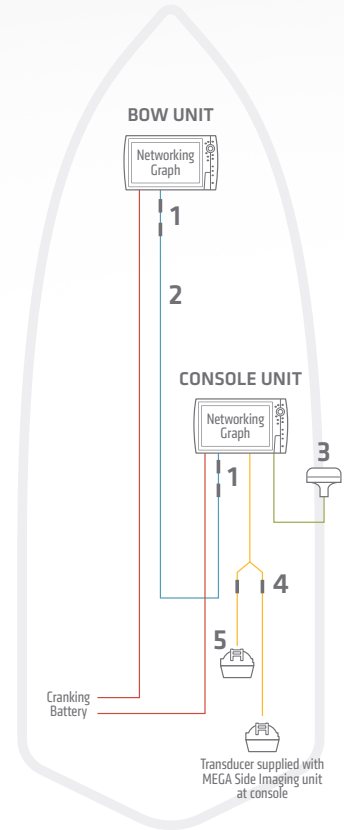 BOW UNIT
Networking
Graph
1
2
CONSOLE UNIT
Networking
Graph
3
1
4
5
Cranking
Battery
Transducer supplied with
MEGA Side Imaging unit
at console